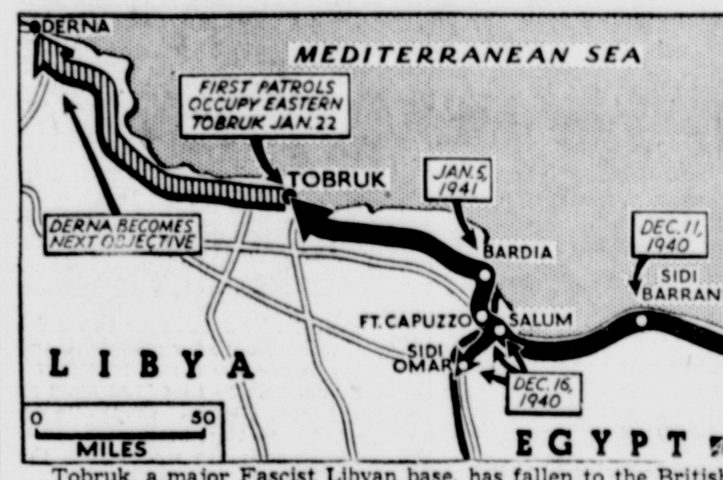 DERNA
MEDITERRANEAN SEA
FIRST PATROLS
OCCUPY EASTERN
TOBRUK JAN. 22
TOBRUK
JAN. 5,
1941
DERNA BECOMES
NEXT OBJECTIVE
DEC. 11,
1940
BARDIA
SIDI
BARRAN
FT. CAPUZZO
SALUM
SIDI
OMAR
LIBYA
DEC. 16,
1940
0 50
MILES
EGYPT
Tobruk, a major Fascist Libyan base, has fallen to the British